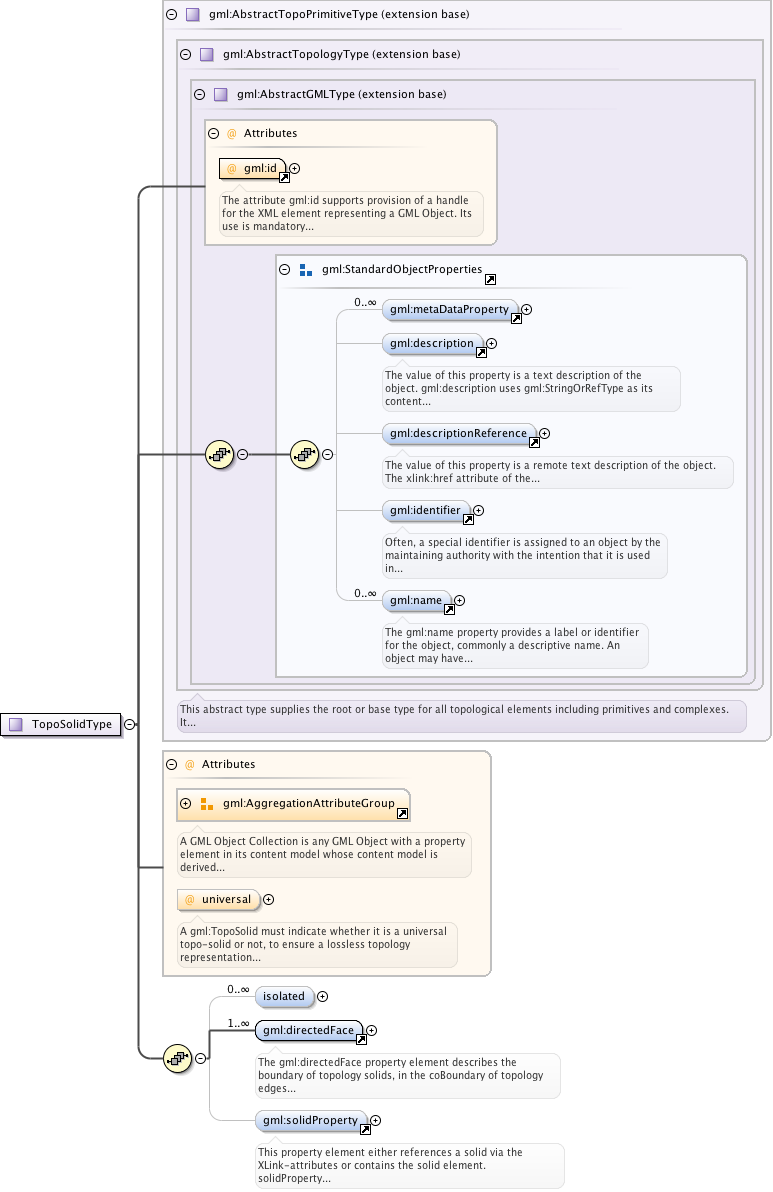 gml:AbstractTopoPrimitiveType (extension base)
gml:AbstractTopologyType (extension base)
gml:AbstractGMLType (extension base)
@ Attributes
@ gml:id
The attribute gml:id supports provision of a handle
for the XML element representing a GML Object. Its
use is mandatory...
gml:StandardObjectProperties
0..∞
gml:metaDataProperty
gml:description
The value of this property is a text description of the
object. gml:description uses gml:StringOrRefType as its
content...
gml:descriptionReference
The value of this property is a remote text description of the object.
The xlink:href attribute of the...
gml:identifier
Often, a special identifier is assigned to an object by the
maintaining authority with the intention that it is used
in...
0..∞
gml:name
The gml:name property provides a label or identifier
for the object, commonly a descriptive name. An
object may have...
This abstract type supplies the root or base type for all topological elements including primitives and complexes.
It...
TopoSolidType
@ Attributes
gml:AggregationAttributeGroup
A GML Object Collection is any GML Object with a property
element in its content model whose content model is
derived...
@ universal
A gml:TopoSolid must indicate whether it is a universal
topo-solid or not, to ensure a lossless topology
representation...
0..∞
isolated
1..∞
gml:directedFace
The gml:directedFace property element describes the
boundary of topology solids, in the coBoundary of topology
edges...
gml:solidProperty
This property element either references a solid via the
XLink-attributes or contains the solid element.
solidProperty...